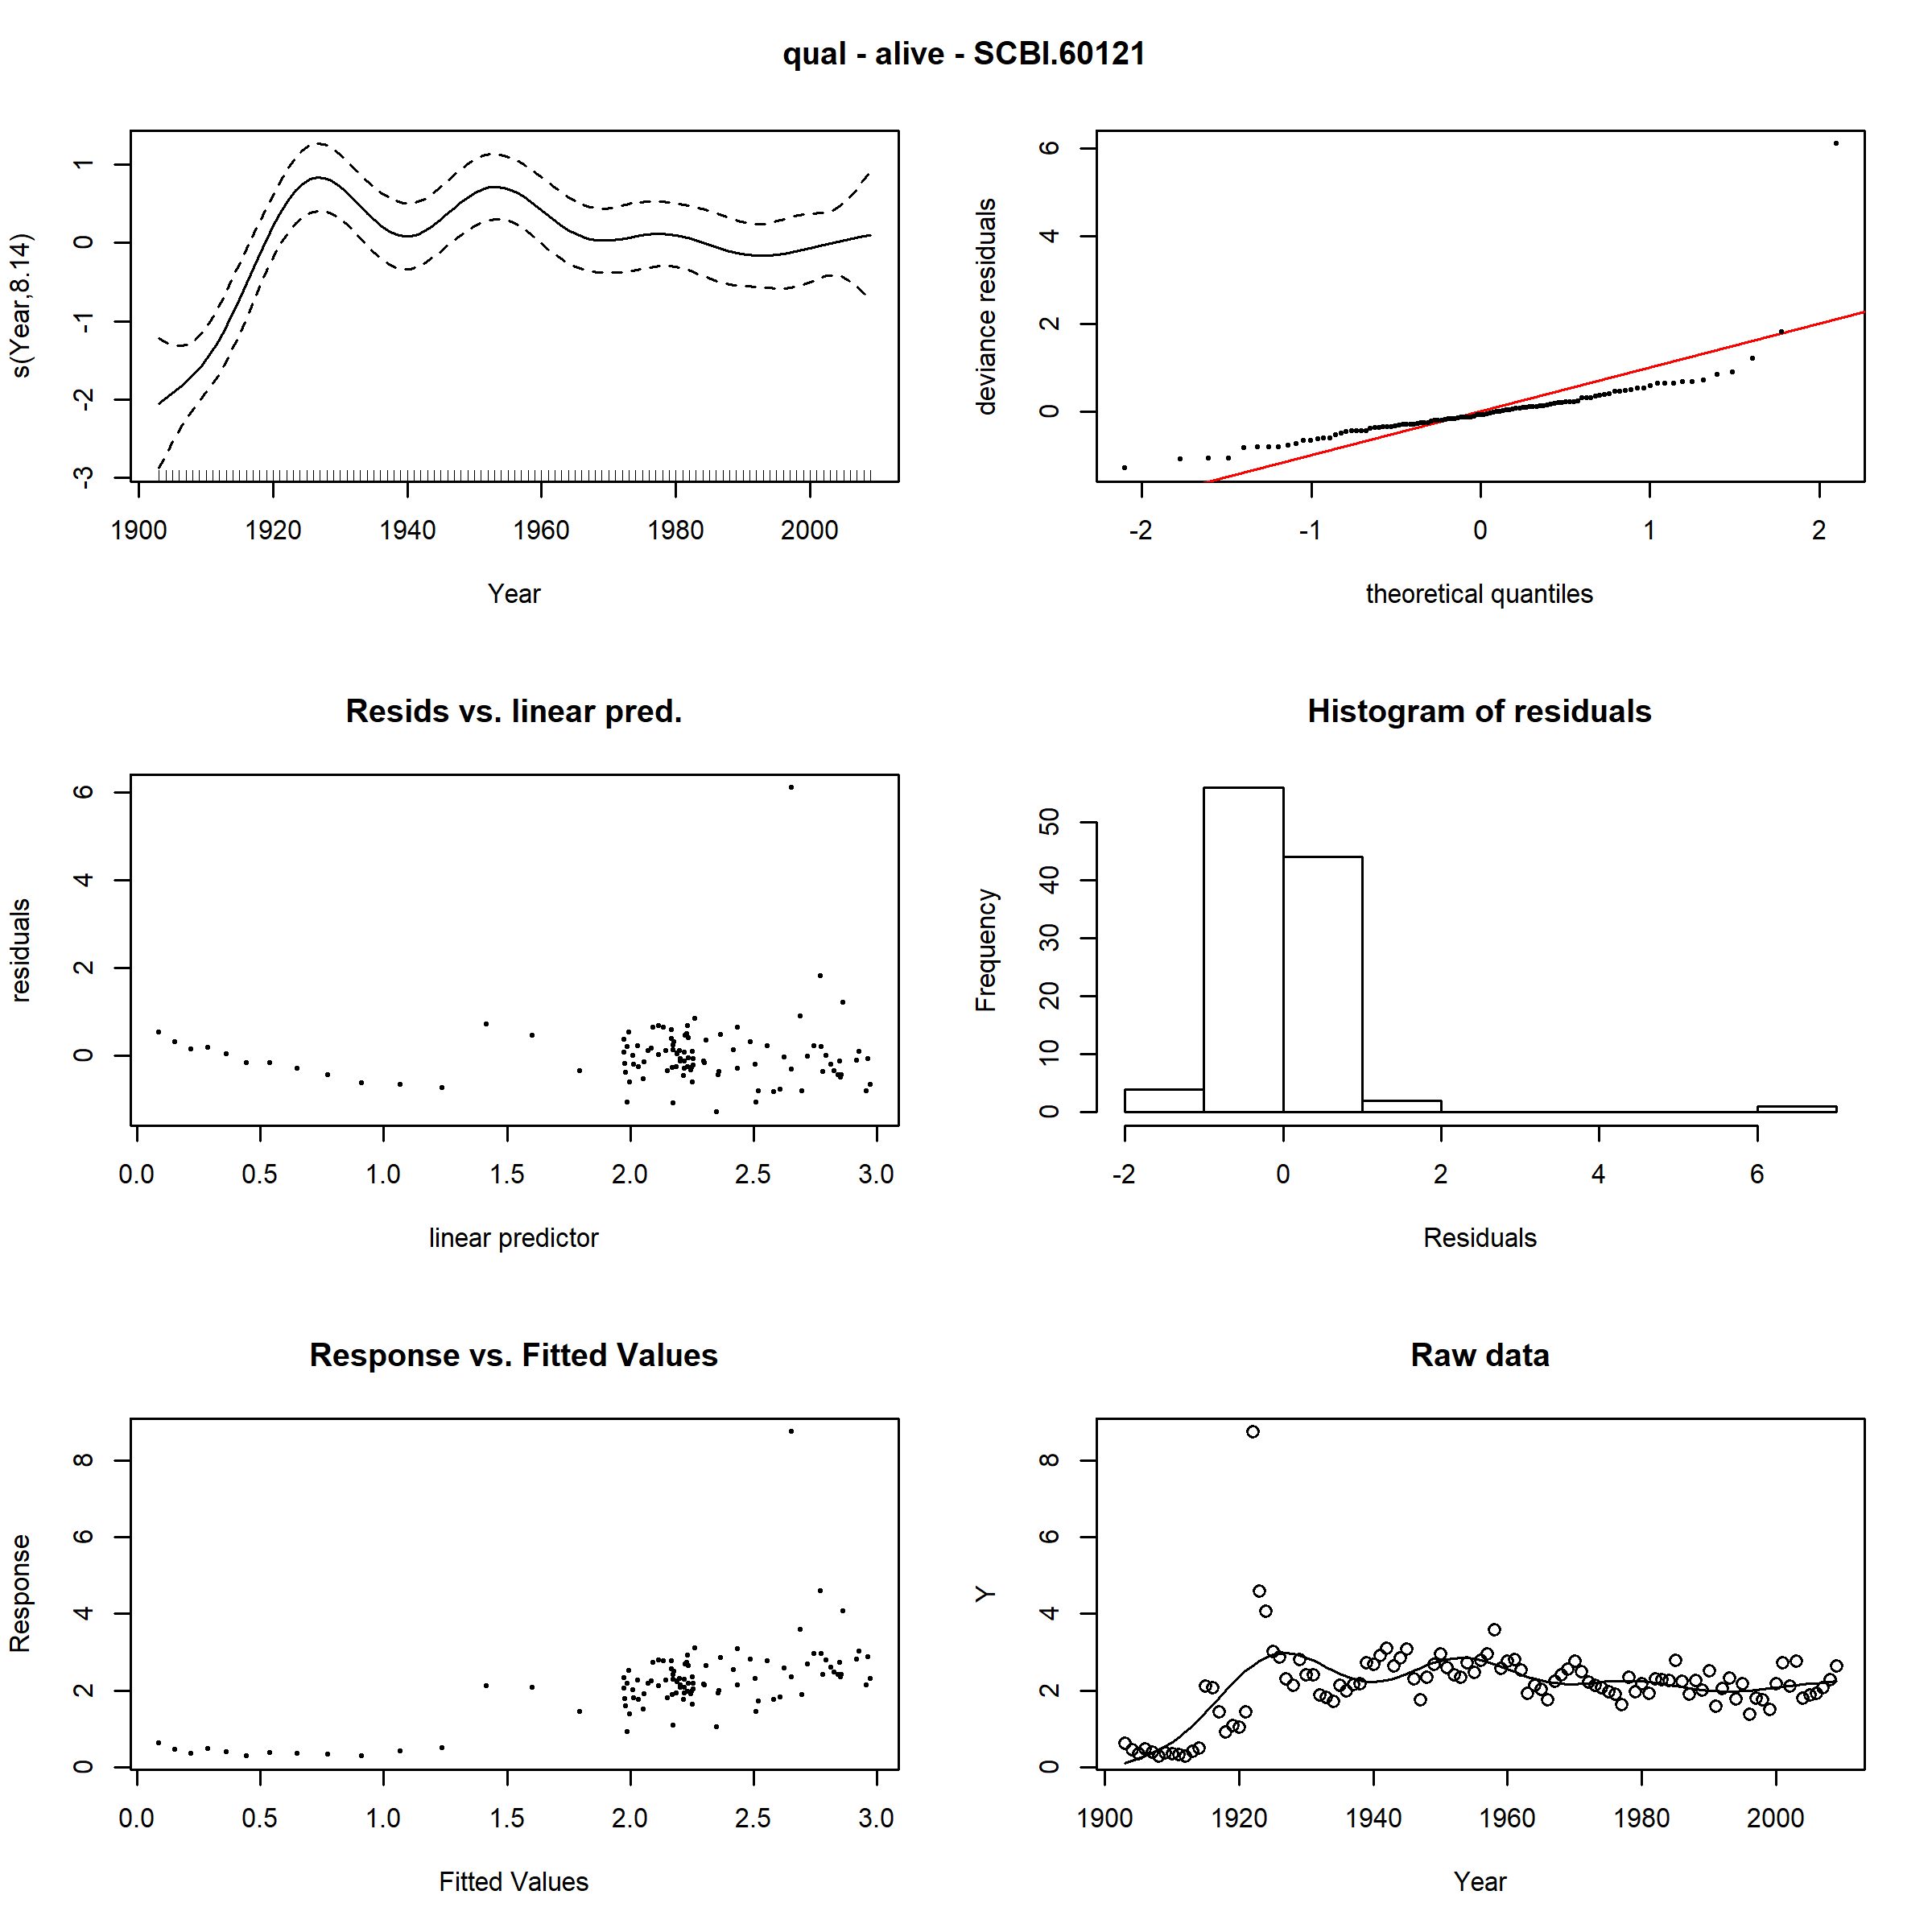 qual - alive - SCBI.60121
s(Year,8.14)
1
0
-1
-2
-3
1900 1920 1940 1960 1980 2000
Year
deviance residuals
6
4
2
0
-2 -1 0 1 2
theoretical quantiles
Resids vs. linear pred.
residuals
6
4
2
0
0.0 0.5 1.0 1.5 2.0 2.5 3.0
linear predictor
Histogram of residuals
Frequency
50
40
30
20
10
0
-2 0 2 4 6
Residuals
Response vs. Fitted Values
Response
8
6
4
2
0
0.0 0.5 1.0 1.5 2.0 2.5 3.0
Fitted Values
Raw data
Y
8
6
4
2
0
1900 1920 1940 1960 1980 2000
Year